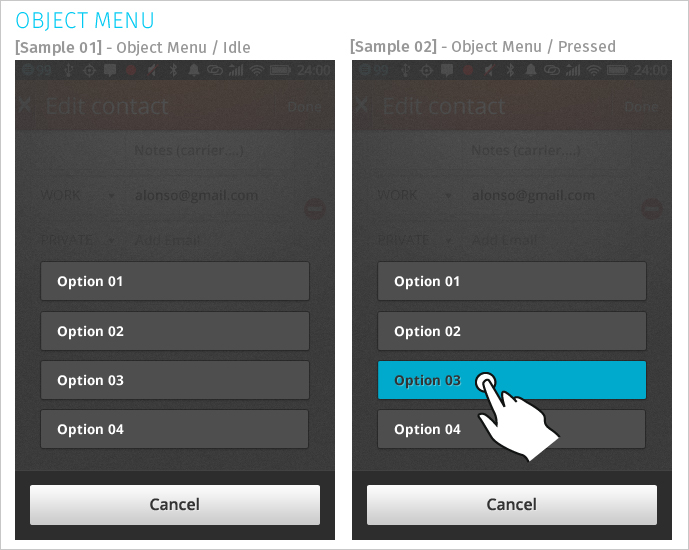 OBJECT MENU
[Sample 01] - Object Menu / Idle
99 24:00
Edit contact Done
Notes (carrier....)
WORK alonso@gmail.com
PRIVATE Add Email
Option 01
Option 02
Option 03
Option 04
Cancel
[Sample 02] - Object Menu / Pressed
99 24:00
Edit contact Done
Notes (carrier....)
WORK alonso@gmail.com
PRIVATE Add Email
Option 01
Option 02
Option 03
Option 04
Cancel